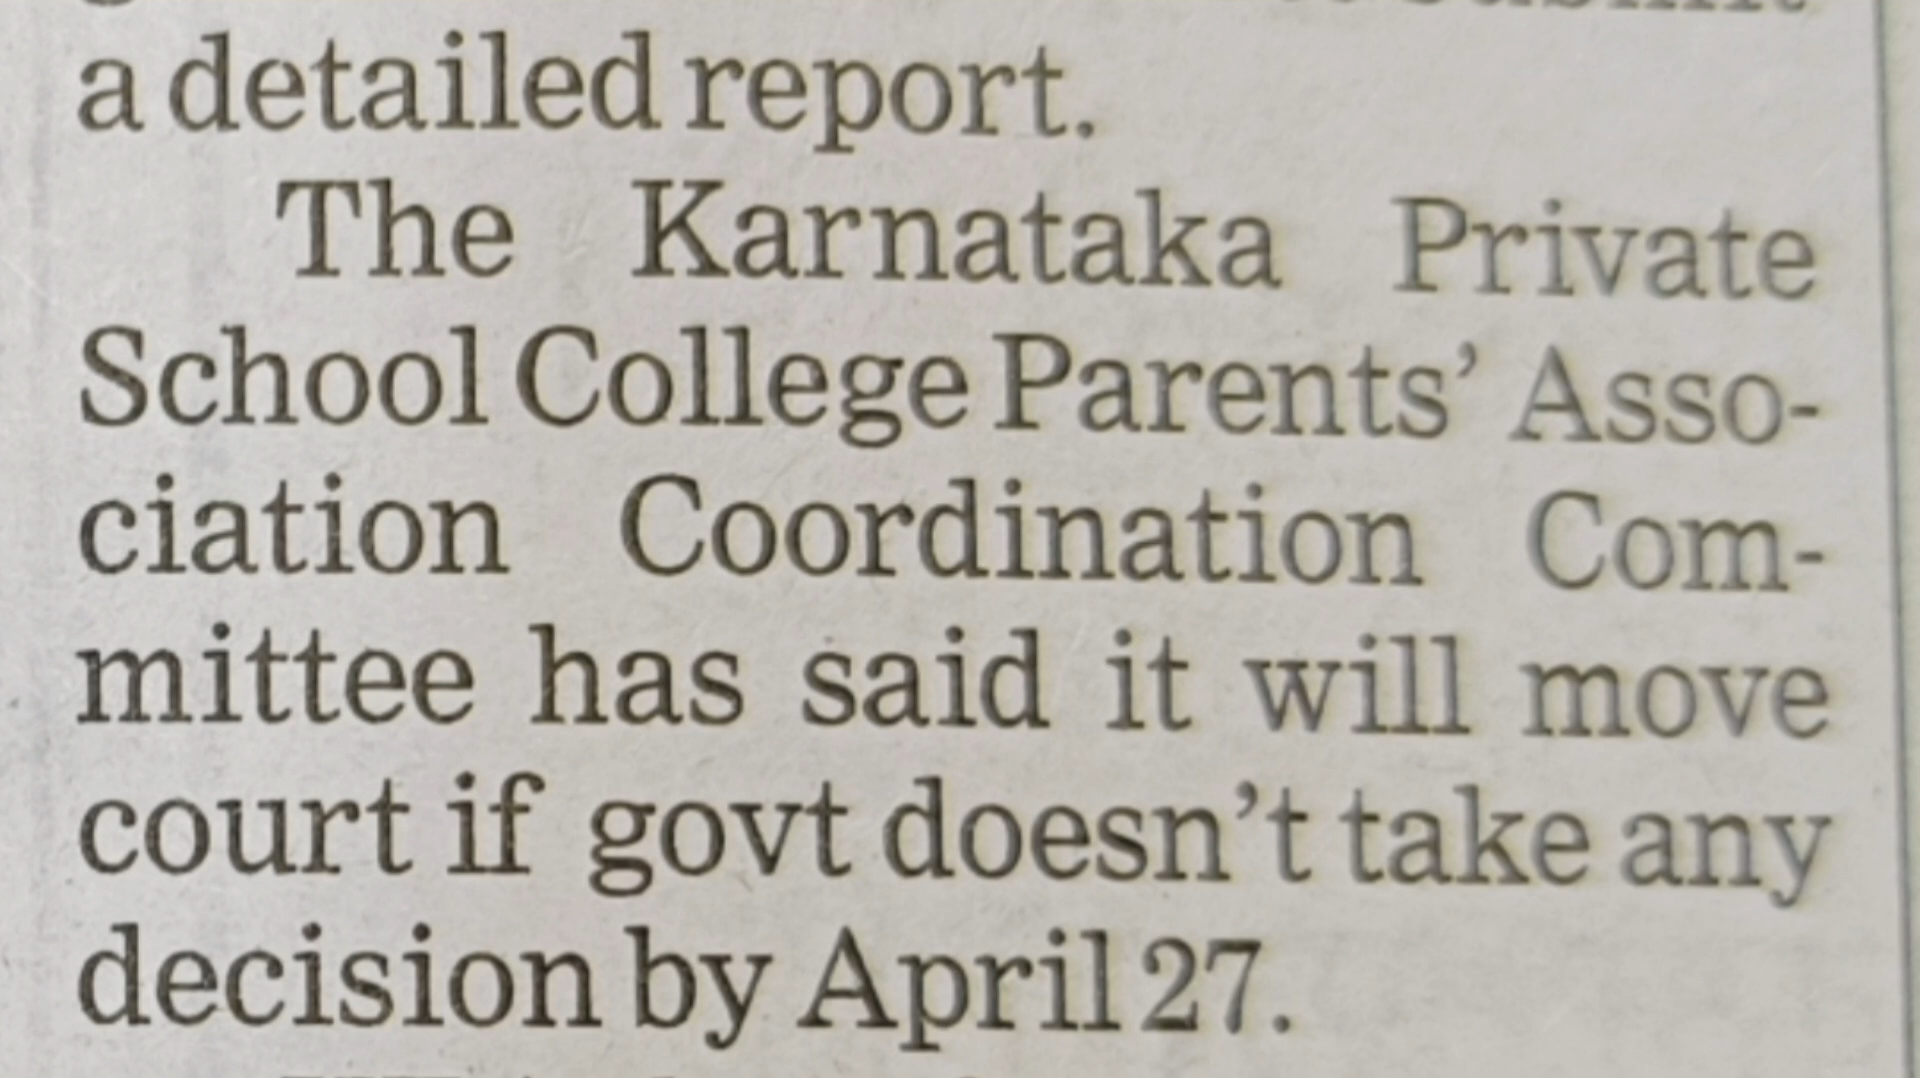 a detailed report.
The Karnataka Private
School College Parents’ Asso-
ciation Coordination Com-
mittee has said it will move
court if govt doesn’t take any
decision by April 27.